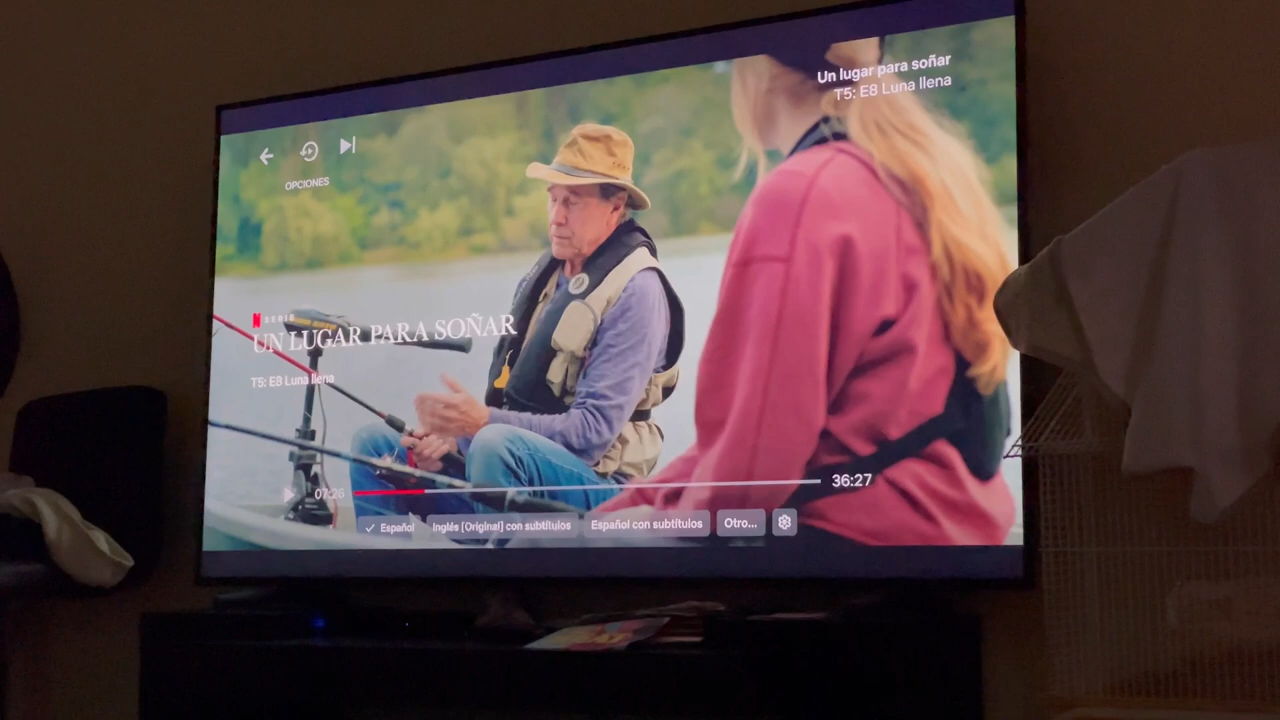 Un lugar para soñar
T5: E8 Luna llena
OPCIONES
N SERIE
UN LUGAR PARA SOÑAR
T5: E8 Luna llena
07:26
36:27
✓ Español
Inglés [Original] con subtítulos
Español con subtítulos
Otro...